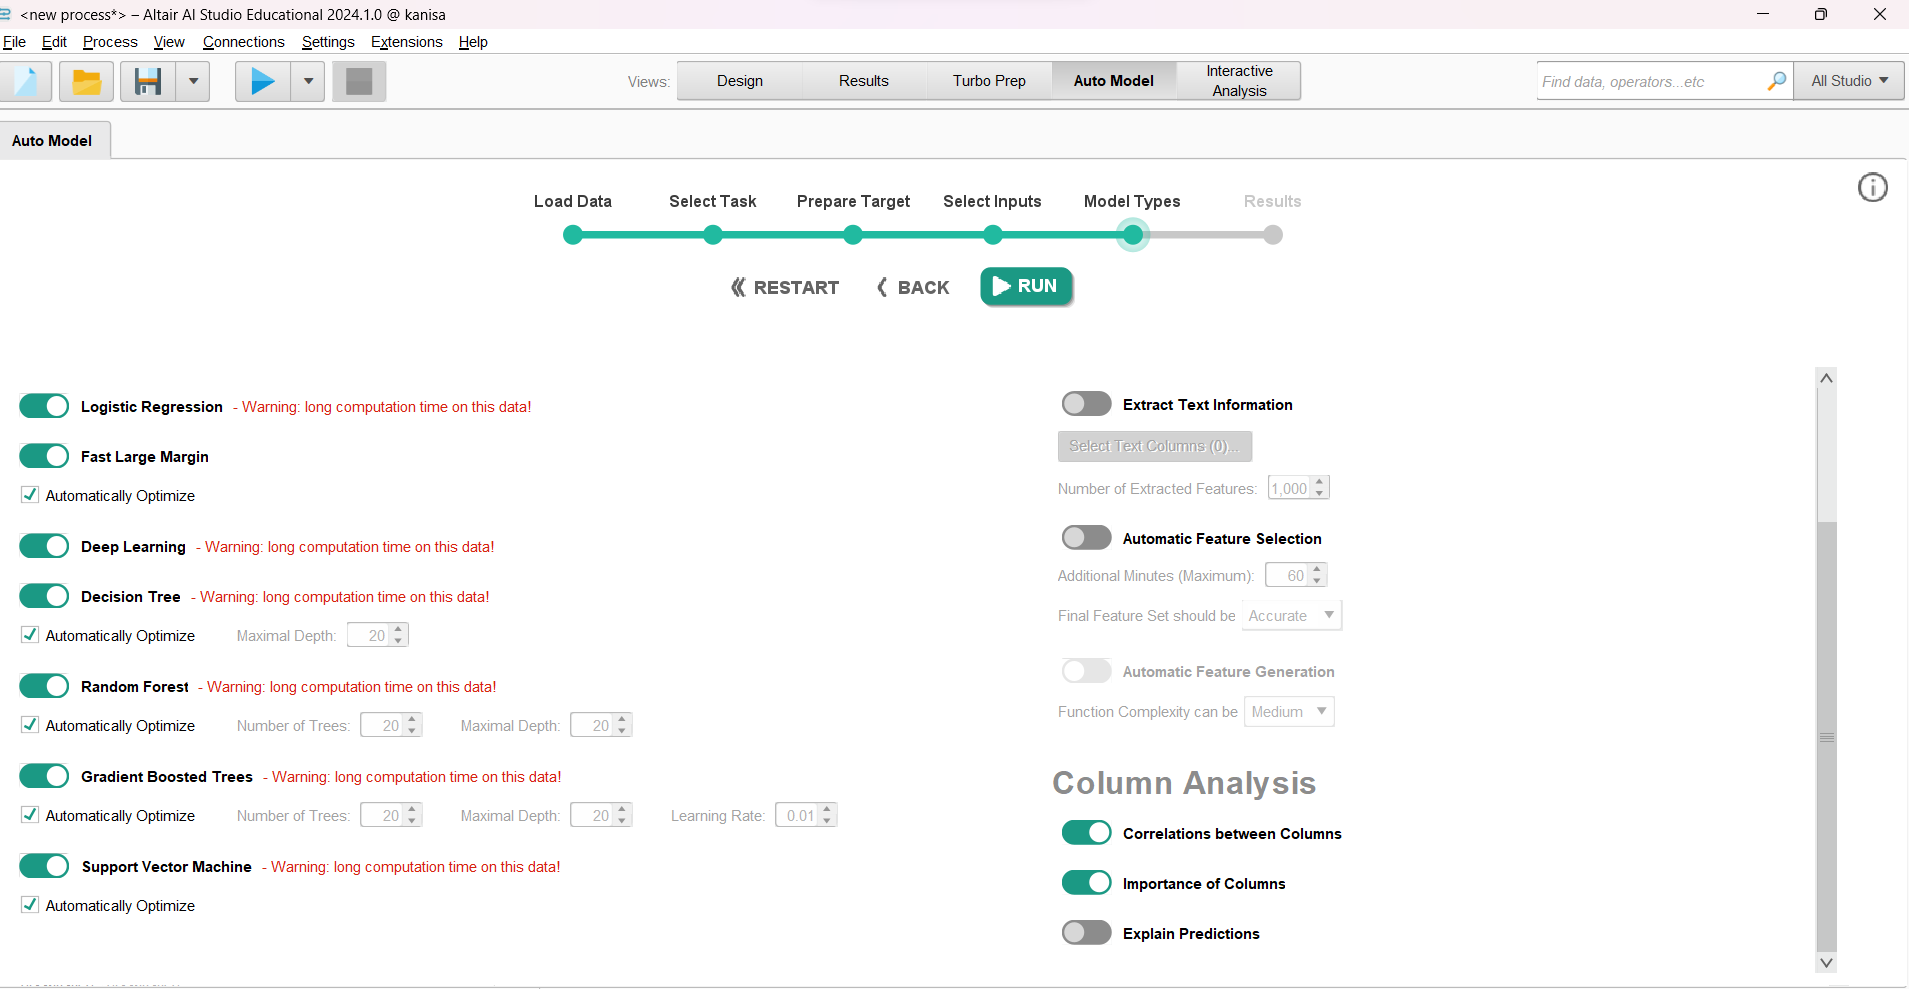 <new process*> – Altair AI Studio Educational 2024.1.0 @ kanisa
File Edit Process View Connections Settings Extensions Help
Views: Design Results Turbo Prep Auto Model Interactive Analysis Find data, operators...etc All Studio
Auto Model
Load Data Select Task Prepare Target Select Inputs Model Types Results
RESTART BACK RUN
Logistic Regression - Warning: long computation time on this data!
Fast Large Margin
Automatically Optimize
Deep Learning - Warning: long computation time on this data!
Decision Tree - Warning: long computation time on this data!
Automatically Optimize Maximal Depth: 20
Random Forest - Warning: long computation time on this data!
Automatically Optimize Number of Trees: 20 Maximal Depth: 20
Gradient Boosted Trees - Warning: long computation time on this data!
Automatically Optimize Number of Trees: 20 Maximal Depth: 20 Learning Rate: 0.01
Support Vector Machine - Warning: long computation time on this data!
Automatically Optimize
Extract Text Information
Select Text Columns (0)...
Number of Extracted Features: 1,000
Automatic Feature Selection
Additional Minutes (Maximum): 60
Final Feature Set should be Accurate
Automatic Feature Generation
Function Complexity can be Medium
Column Analysis
Correlations between Columns
Importance of Columns
Explain Predictions